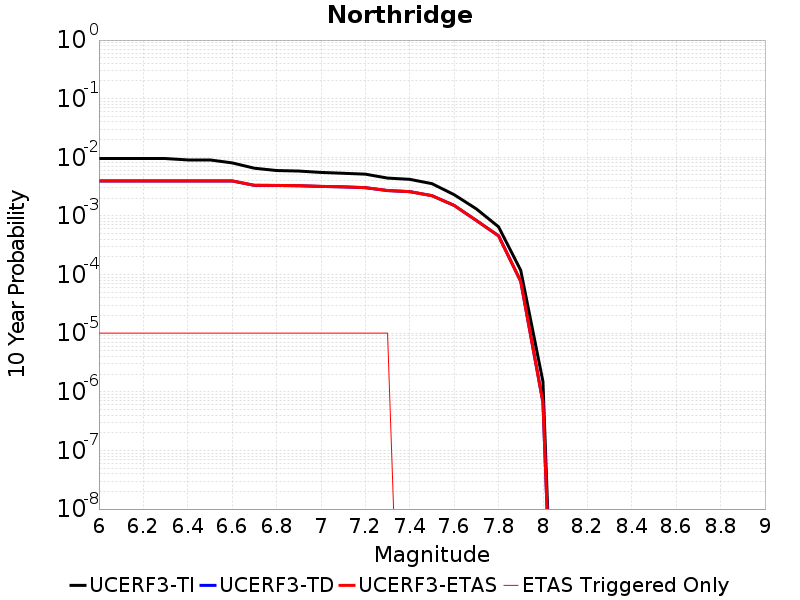 Northridge
10 Year Probability
10^0
10^-1
10^-2
10^-3
10^-4
10^-5
10^-6
10^-7
10^-8
6 6.2 6.4 6.6 6.8 7 7.2 7.4 7.6 7.8 8 8.2 8.4 8.6 8.8 9
Magnitude
UCERF3-TI UCERF3-TD UCERF3-ETAS ETAS Triggered Only